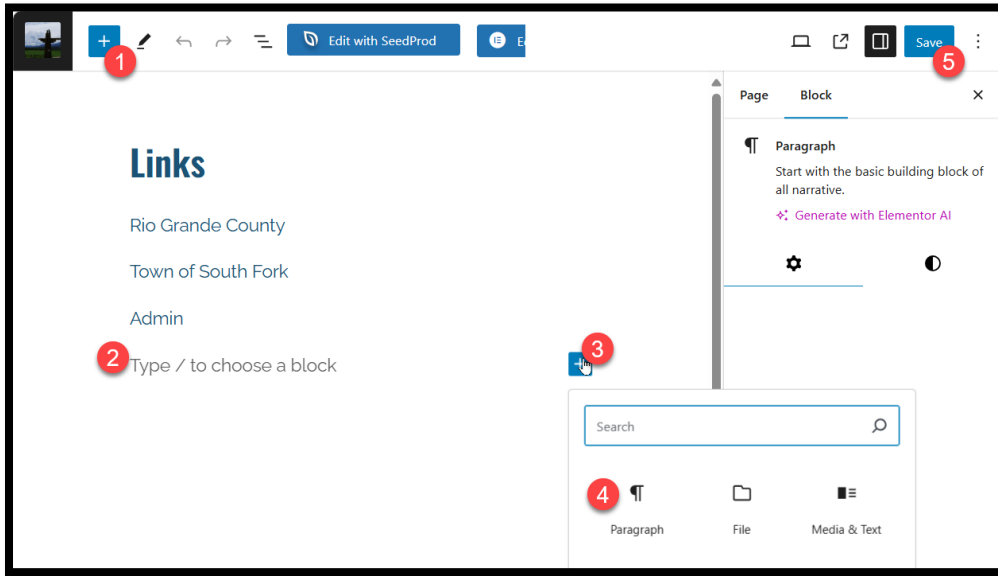 Edit with SeedProd
Save
1
5
Page
Block
Links
Paragraph
Start with the basic building block of
all narrative.
Generate with Elementor AI
Rio Grande County
Town of South Fork
Admin
2
Type / to choose a block
3
Search
4
Paragraph
File
Media & Text